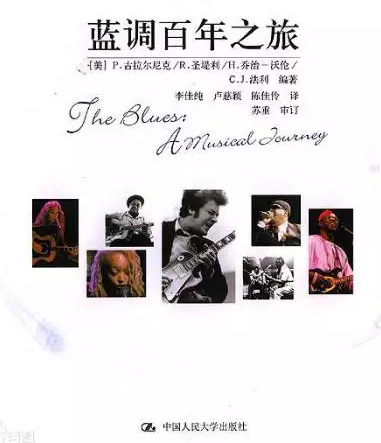 蓝调百年之旅
[美] P.古拉尔尼克/R.圣堤利/H.乔治-沃伦/
C.J.法利 编著
李佳纯 卢慈颖 陈佳伶 译
苏重 审订
The Blues:
A Musical Journey
中国人民大学出版社